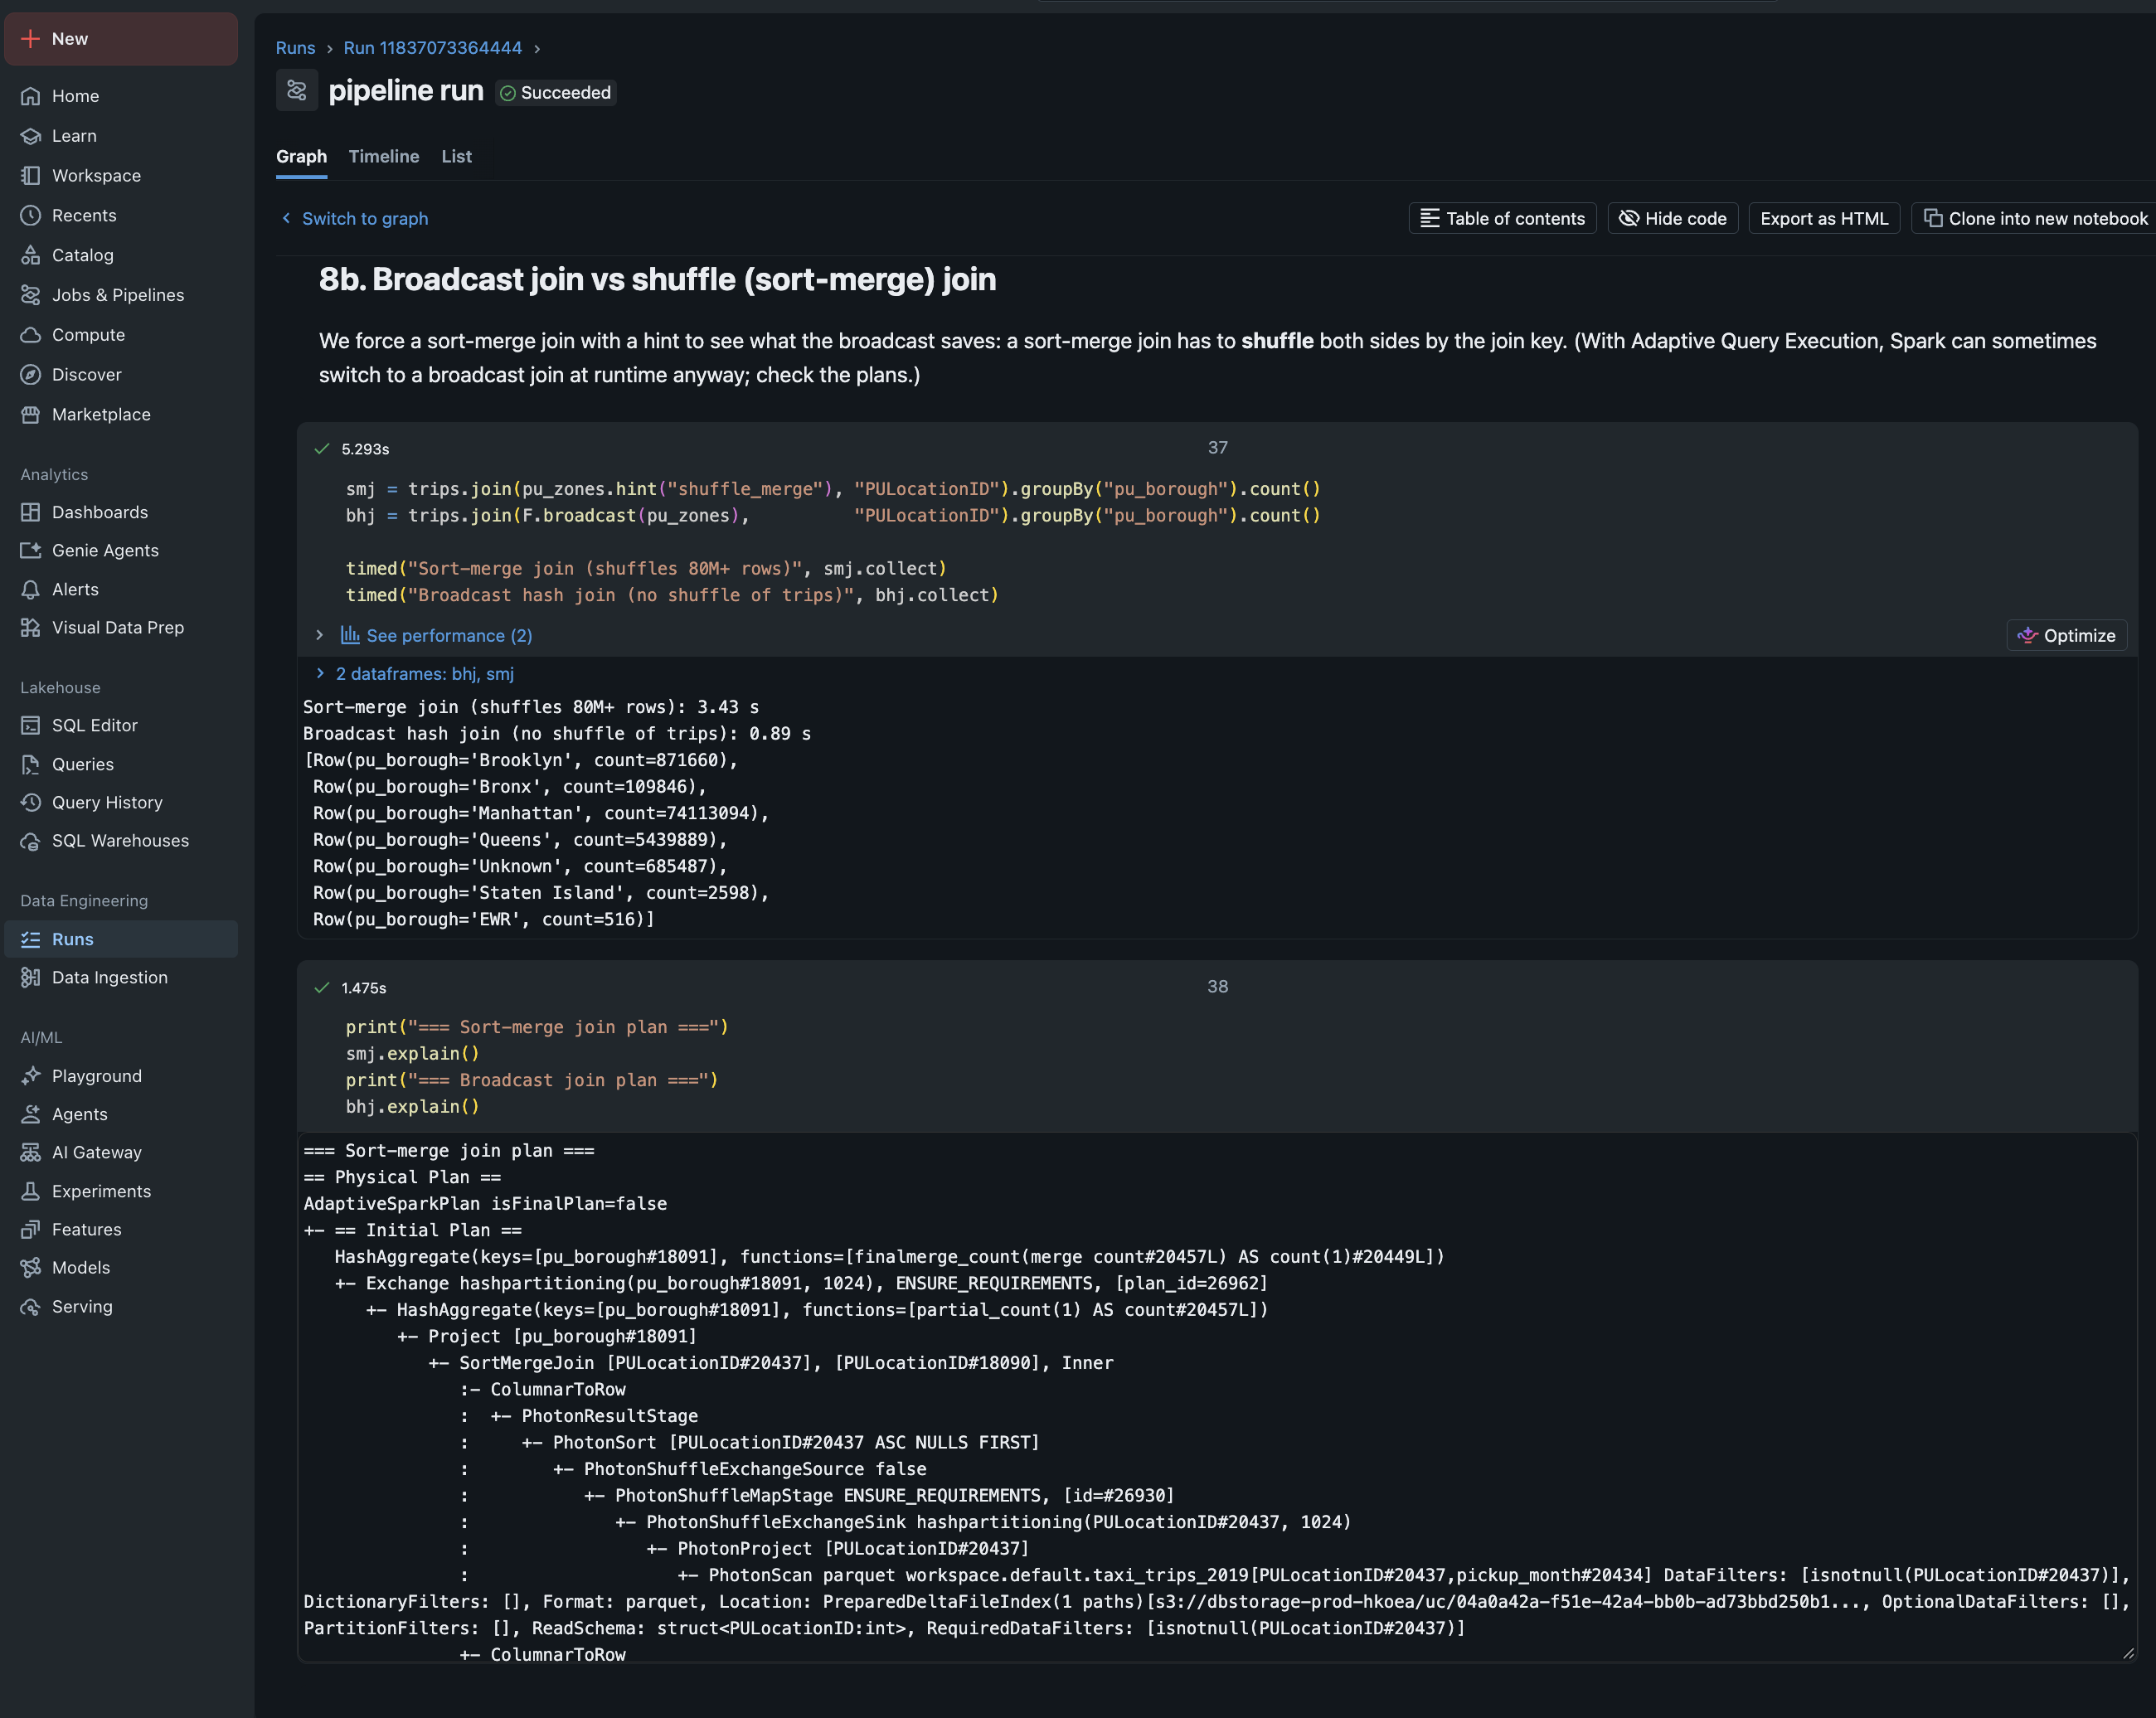 New
Home
Learn
Workspace
Recents
Catalog
Jobs & Pipelines
Compute
Discover
Marketplace
Analytics
Dashboards
Genie Agents
Alerts
Visual Data Prep
Lakehouse
SQL Editor
Queries
Query History
SQL Warehouses
Data Engineering
Runs
Data Ingestion
AI/ML
Playground
Agents
AI Gateway
Experiments
Features
Models
Serving
Runs › Run 11837073364444 ›
pipeline run Succeeded
Graph Timeline List
Switch to graph Table of contents Hide code Export as HTML Clone into new notebook
8b. Broadcast join vs shuffle (sort-merge) join
We force a sort-merge join with a hint to see what the broadcast saves: a sort-merge join has to shuffle both sides by the join key. (With Adaptive Query Execution, Spark can sometimes
switch to a broadcast join at runtime anyway; check the plans.)
5.293s 37
smj = trips.join(pu_zones.hint("shuffle_merge"), "PULocationID").groupBy("pu_borough").count()
bhj = trips.join(F.broadcast(pu_zones),          "PULocationID").groupBy("pu_borough").count()
timed("Sort-merge join (shuffles 80M+ rows)", smj.collect)
timed("Broadcast hash join (no shuffle of trips)", bhj.collect)
See performance (2) Optimize
2 dataframes: bhj, smj
Sort-merge join (shuffles 80M+ rows): 3.43 s
Broadcast hash join (no shuffle of trips): 0.89 s
[Row(pu_borough='Brooklyn', count=871660),
 Row(pu_borough='Bronx', count=109846),
 Row(pu_borough='Manhattan', count=74113094),
 Row(pu_borough='Queens', count=5439889),
 Row(pu_borough='Unknown', count=685487),
 Row(pu_borough='Staten Island', count=2598),
 Row(pu_borough='EWR', count=516)]
1.475s 38
print("=== Sort-merge join plan ===")
smj.explain()
print("=== Broadcast join plan ===")
bhj.explain()
=== Sort-merge join plan ===
== Physical Plan ==
AdaptiveSparkPlan isFinalPlan=false
+- == Initial Plan ==
   HashAggregate(keys=[pu_borough#18091], functions=[finalmerge_count(merge count#20457L) AS count(1)#20449L])
   +- Exchange hashpartitioning(pu_borough#18091, 1024), ENSURE_REQUIREMENTS, [plan_id=26962]
      +- HashAggregate(keys=[pu_borough#18091], functions=[partial_count(1) AS count#20457L])
         +- Project [pu_borough#18091]
            +- SortMergeJoin [PULocationID#20437], [PULocationID#18090], Inner
               :- ColumnarToRow
               :  +- PhotonResultStage
               :     +- PhotonSort [PULocationID#20437 ASC NULLS FIRST]
               :        +- PhotonShuffleExchangeSource false
               :           +- PhotonShuffleMapStage ENSURE_REQUIREMENTS, [id=#26930]
               :              +- PhotonShuffleExchangeSink hashpartitioning(PULocationID#20437, 1024)
               :                 +- PhotonProject [PULocationID#20437]
               :                    +- PhotonScan parquet workspace.default.taxi_trips_2019[PULocationID#20437,pickup_month#20434] DataFilters: [isnotnull(PULocationID#20437)],
DictionaryFilters: [], Format: parquet, Location: PreparedDeltaFileIndex(1 paths)[s3://dbstorage-prod-hkoea/uc/04a0a42a-f51e-42a4-bb0b-ad73bbd250b1..., OptionalDataFilters: [],
PartitionFilters: [], ReadSchema: struct<PULocationID:int>, RequiredDataFilters: [isnotnull(PULocationID#20437)]
               +- ColumnarToRow